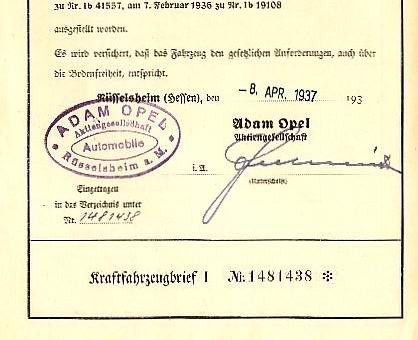 zu Nr. Ib 41557, am 7. Februar 1936 zu Nr. Ib 19108
ausgestellt worden.
Es wird versichert, daß das Fahrzeug den gesetzlichen Anforderungen, auch über
die Bodenfreiheit, entspricht.
Rüsselsheim (Hessen), den -8. APR. 1937 193
ADAM OPEL
Aktiengesellschaft
Automobile
Rüsselsheim a. M.
Adam Opel
Aktiengesellschaft
i. A.
(Unterschrift)
Eingetragen
in das Verzeichnis unter
Nr. 1481438
Kraftfahrzeugbrief I Nr. 1481438 ✻